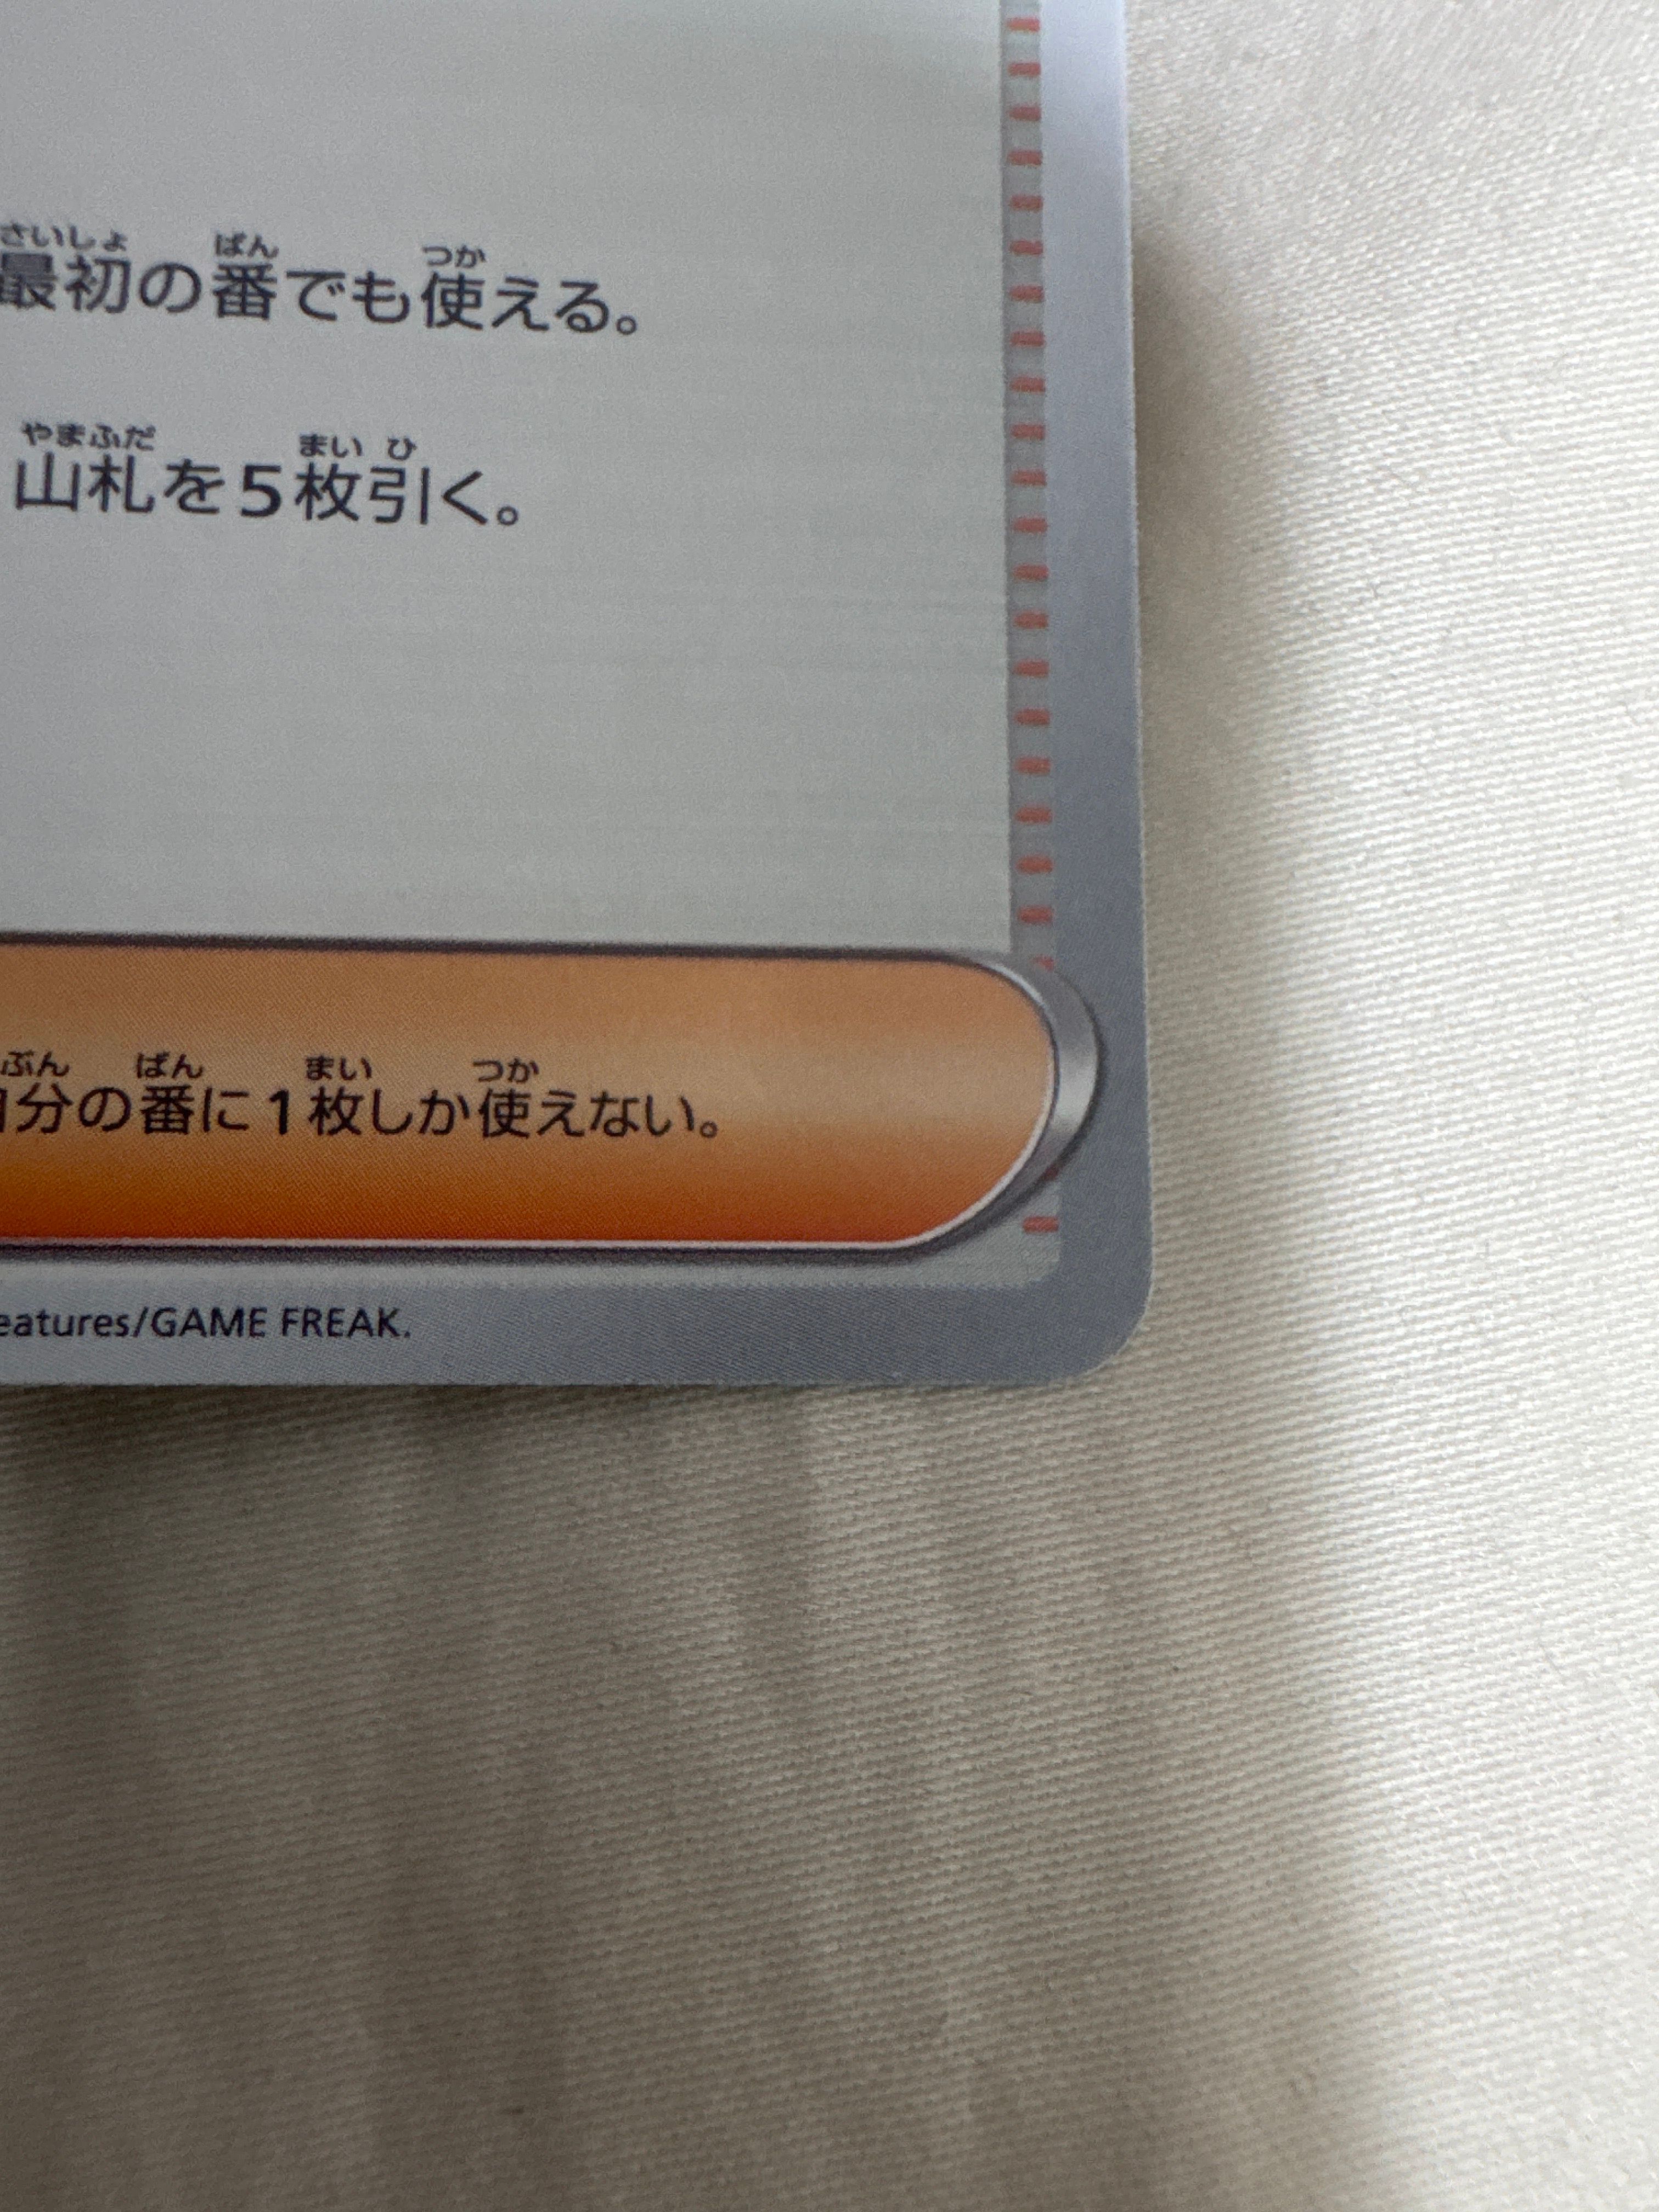 最初の番でも使える。
山札を5枚引く。
分の番に1枚しか使えない。
eatures/GAME FREAK.